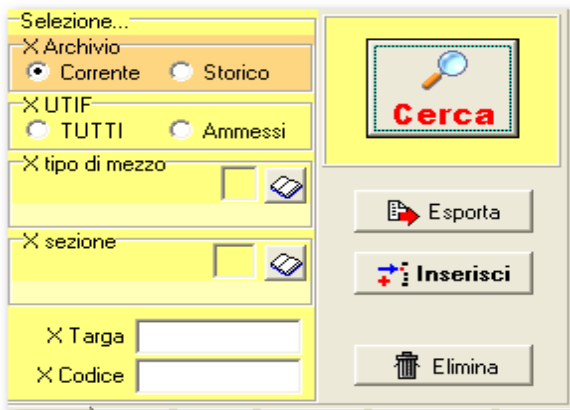 Selezione...
X Archivio
Corrente Storico
X UTIF
TUTTI Ammessi
X tipo di mezzo
X sezione
X Targa
X Codice
Cerca
Esporta
Inserisci
Elimina